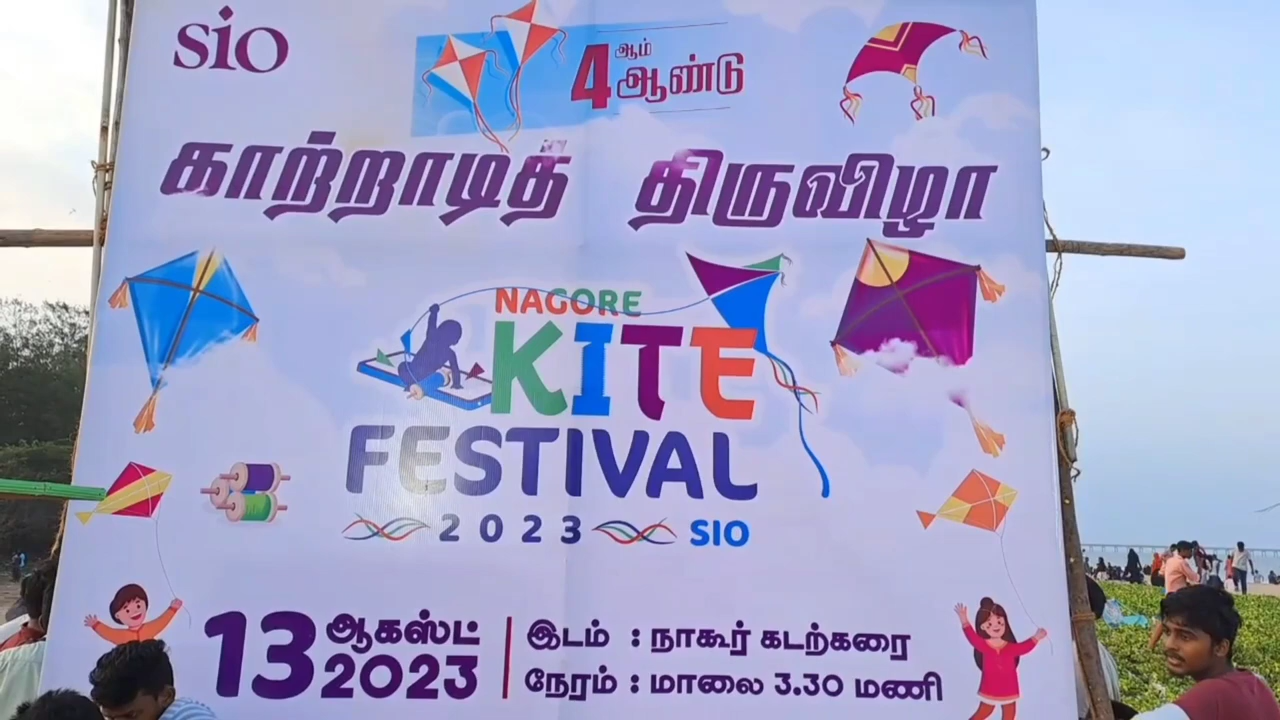 sio
4 ஆம் ஆண்டு
காற்றாடித் திருவிழா
NAGORE
KITE
FESTIVAL
2023 SIO
13 ஆகஸ்ட் 2023
இடம் : நாகூர் கடற்கரை
நேரம் : மாலை 3.30 மணி